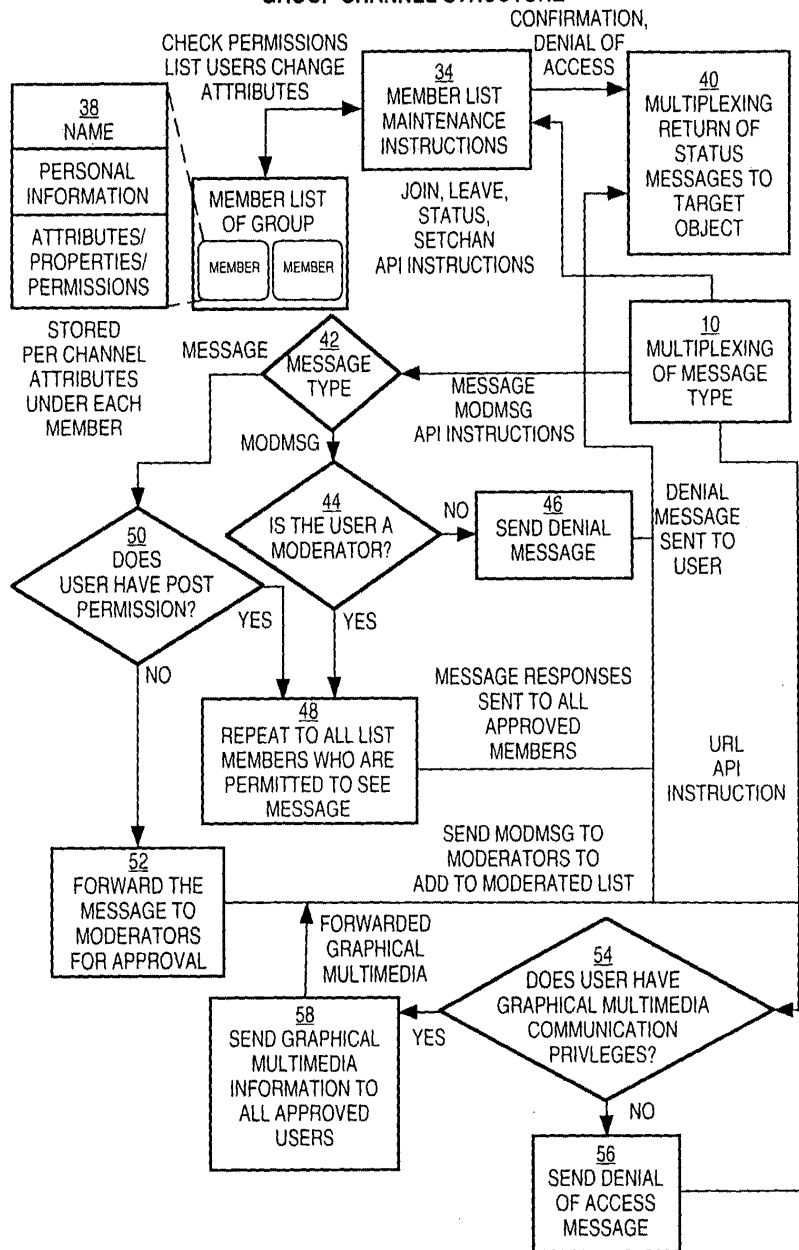 GROUP CHANNEL STRUCTURE
CONFIRMATION,
DENIAL OF
ACCESS
CHECK PERMISSIONS
LIST USERS CHANGE
ATTRIBUTES
38
NAME
PERSONAL
INFORMATION
ATTRIBUTES/
PROPERTIES/
PERMISSIONS
STORED
PER CHANNEL
ATTRIBUTES
UNDER EACH
MEMBER
MEMBER LIST
OF GROUP
MEMBER
MEMBER
34
MEMBER LIST
MAINTENANCE
INSTRUCTIONS
JOIN, LEAVE,
STATUS,
SETCHAN
API INSTRUCTIONS
40
MULTIPLEXING
RETURN OF
STATUS
MESSAGES TO
TARGET
OBJECT
10
MULTIPLEXING
OF MESSAGE
TYPE
MESSAGE
42
MESSAGE
TYPE
MESSAGE
MODMSG
API INSTRUCTIONS
MODMSG
44
IS THE USER A
MODERATOR?
NO
46
SEND DENIAL
MESSAGE
DENIAL
MESSAGE
SENT TO
USER
50
DOES
USER HAVE POST
PERMISSION?
YES
YES
NO
48
REPEAT TO ALL LIST
MEMBERS WHO ARE
PERMITTED TO SEE
MESSAGE
MESSAGE RESPONSES
SENT TO ALL
APPROVED
MEMBERS
URL
API
INSTRUCTION
52
FORWARD THE
MESSAGE TO
MODERATORS
FOR APPROVAL
SEND MODMSG TO
MODERATORS TO
ADD TO MODERATED LIST
FORWARDED
GRAPHICAL
MULTIMEDIA
54
DOES USER HAVE
GRAPHICAL MULTIMEDIA
COMMUNICATION
PRIVLEGES?
YES
58
SEND GRAPHICAL
MULTIMEDIA
INFORMATION TO
ALL APPROVED
USERS
NO
56
SEND DENIAL
OF ACCESS
MESSAGE